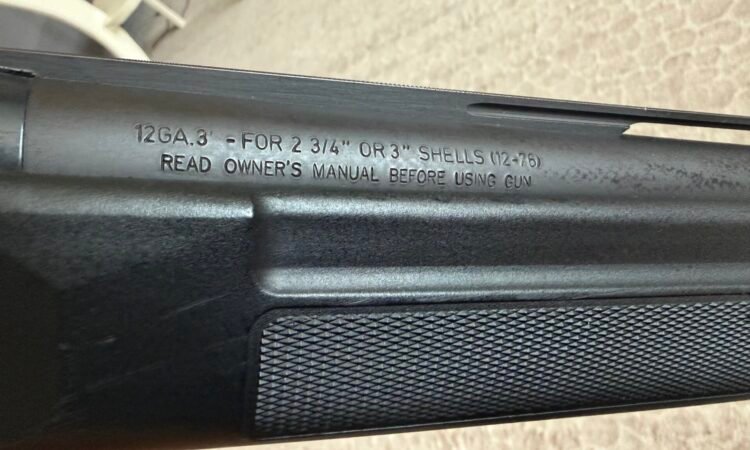 12GA.3" - FOR 2 3/4" OR 3" SHELLS (12-76)
READ OWNER'S MANUAL BEFORE USING GUN